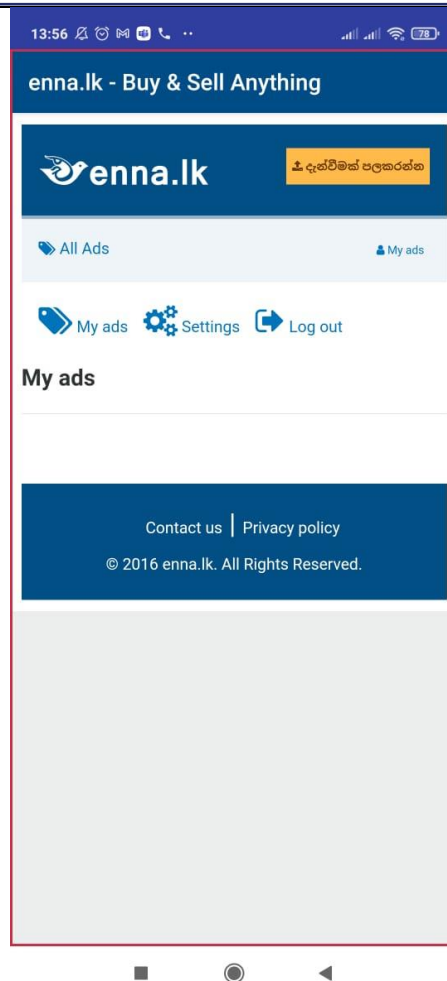 13:56
78
enna.lk - Buy & Sell Anything
enna.lk
දැන්වීමක් පලකරන්න
All Ads
My ads
My ads Settings Log out
My ads
Contact us | Privacy policy
© 2016 enna.lk. All Rights Reserved.